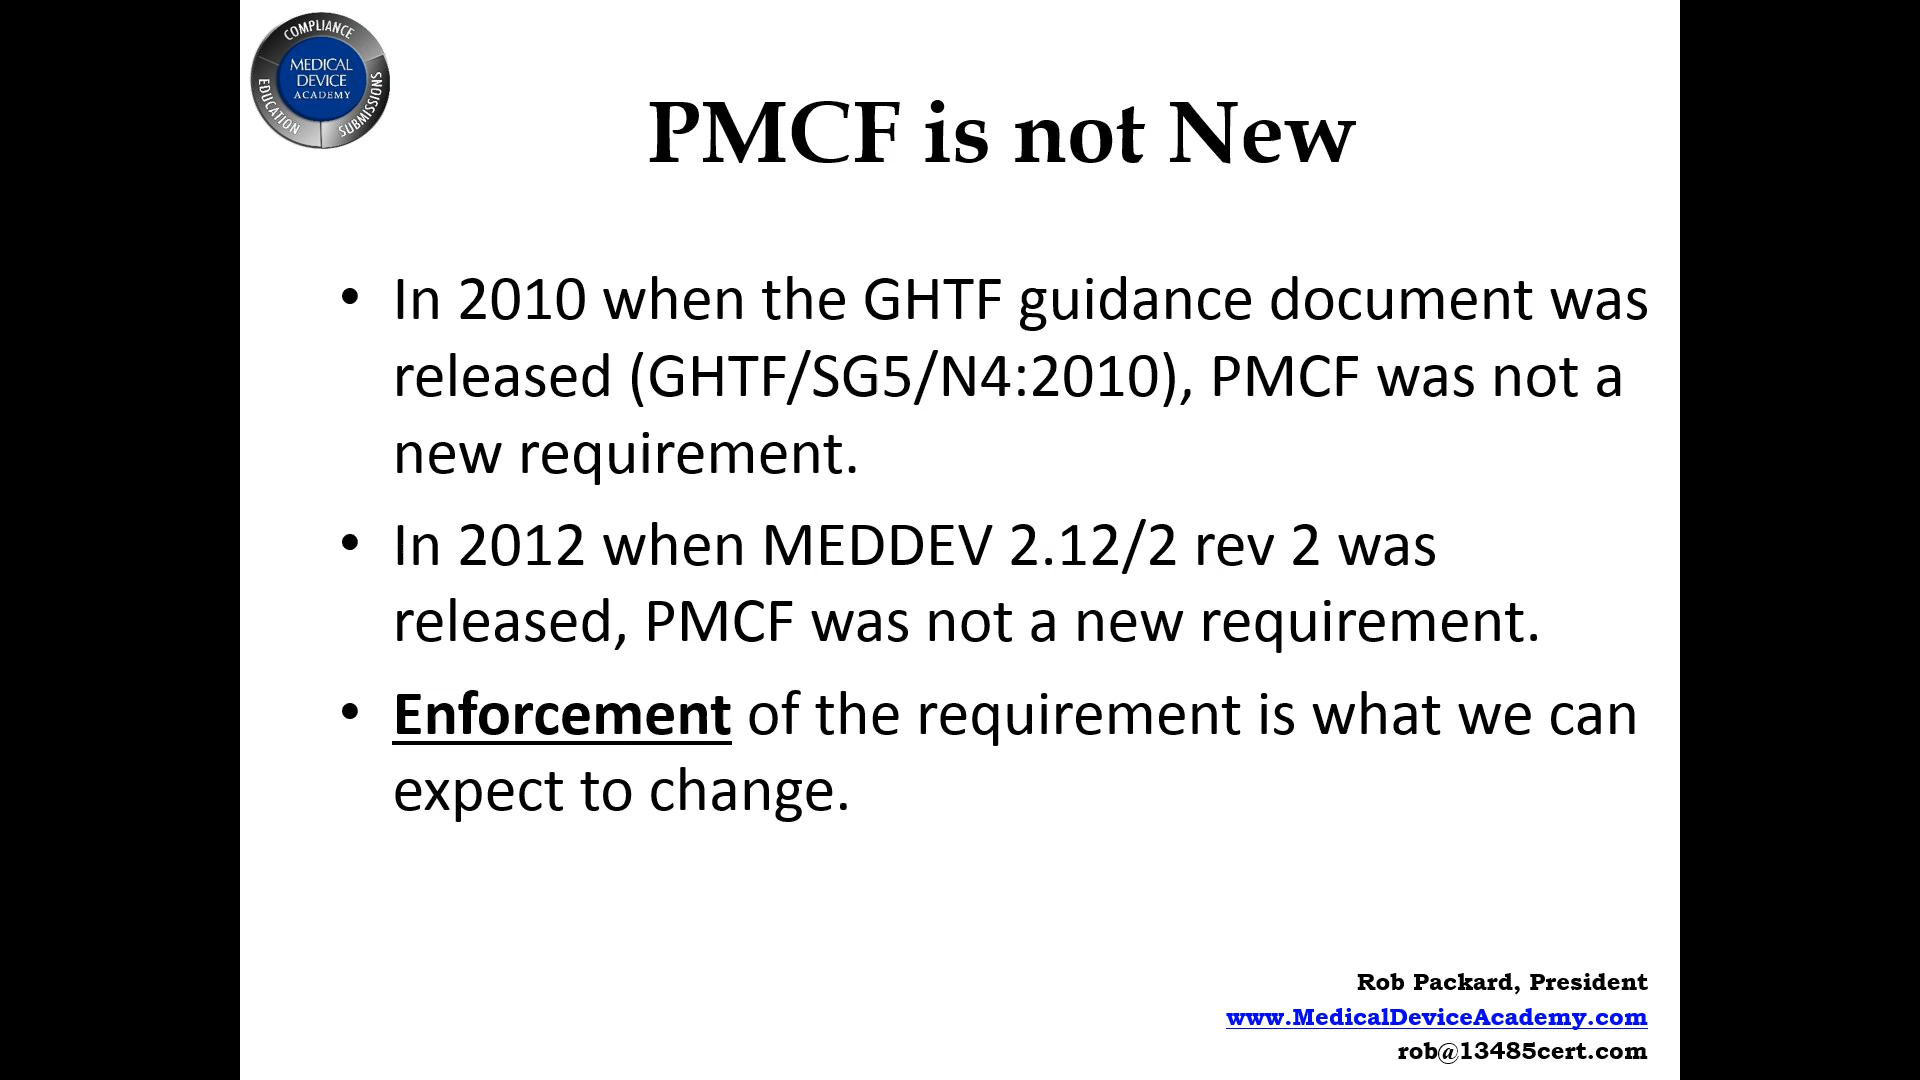 COMPLIANCE
MEDICAL
DEVICE
ACADEMY
EDUCATION
SUBMISSIONS
PMCF is not New
• In 2010 when the GHTF guidance document was
released (GHTF/SG5/N4:2010), PMCF was not a
new requirement.
• In 2012 when MEDDEV 2.12/2 rev 2 was
released, PMCF was not a new requirement.
• Enforcement of the requirement is what we can
expect to change.
Rob Packard, President
www.MedicalDeviceAcademy.com
rob@13485cert.com